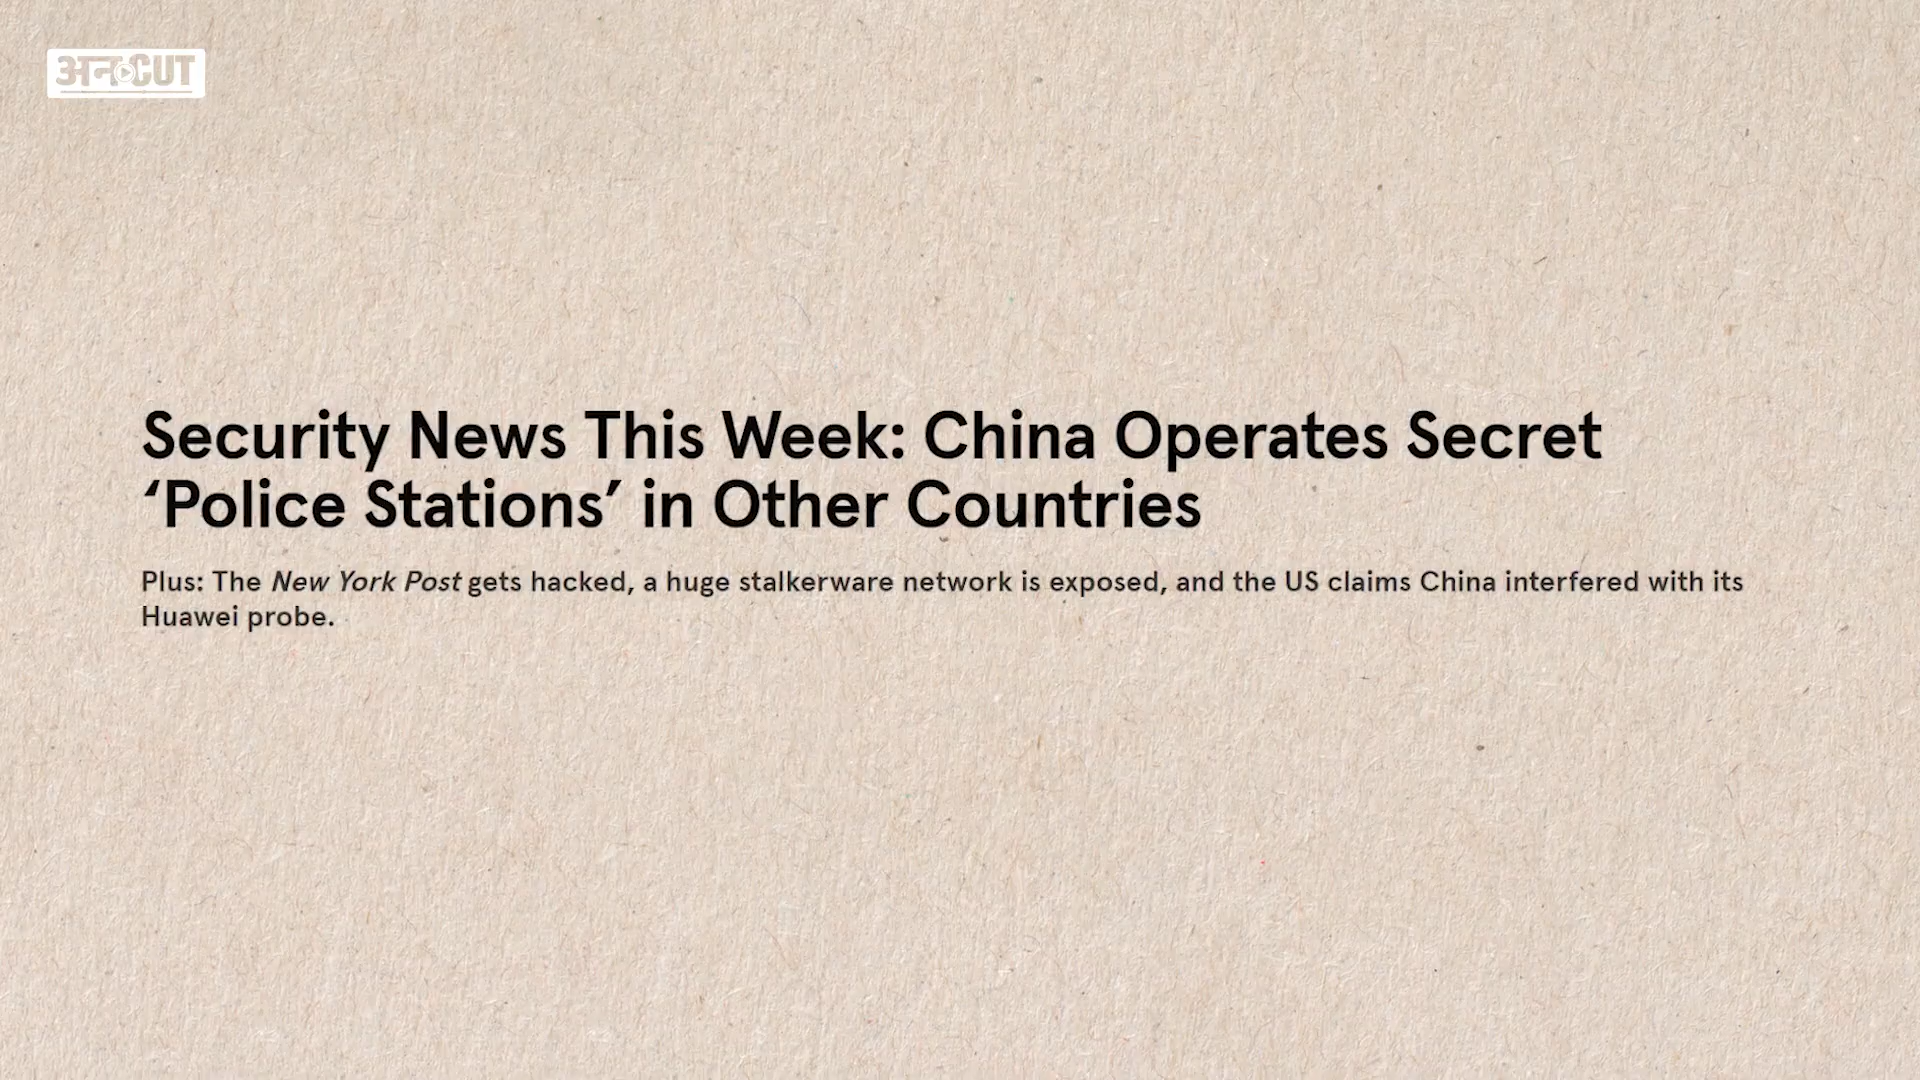 अनCUT
Security News This Week: China Operates Secret
‘Police Stations’ in Other Countries
Plus: The New York Post gets hacked, a huge stalkerware network is exposed, and the US claims China interfered with its
Huawei probe.